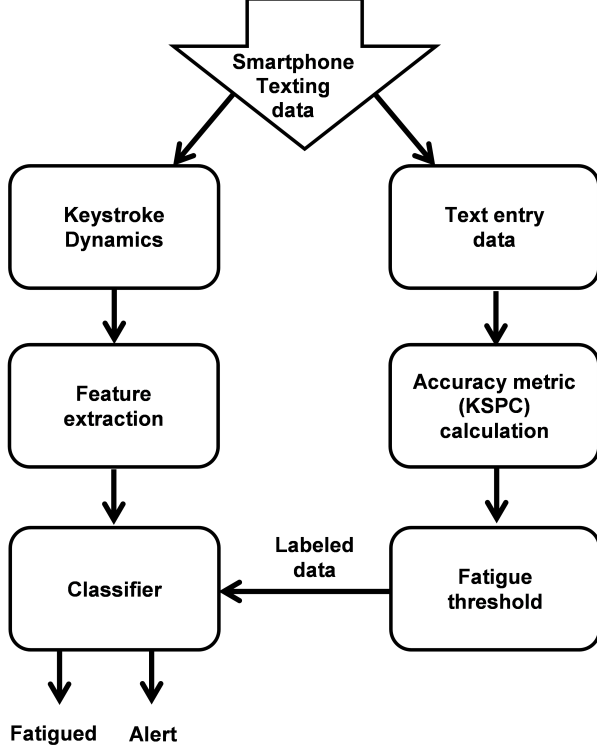 Smartphone
Texting
data
Keystroke
Dynamics
Text entry
data
Feature
extraction
Accuracy metric
(KSPC)
calculation
Classifier
Labeled
data
Fatigue
threshold
Fatigued
Alert